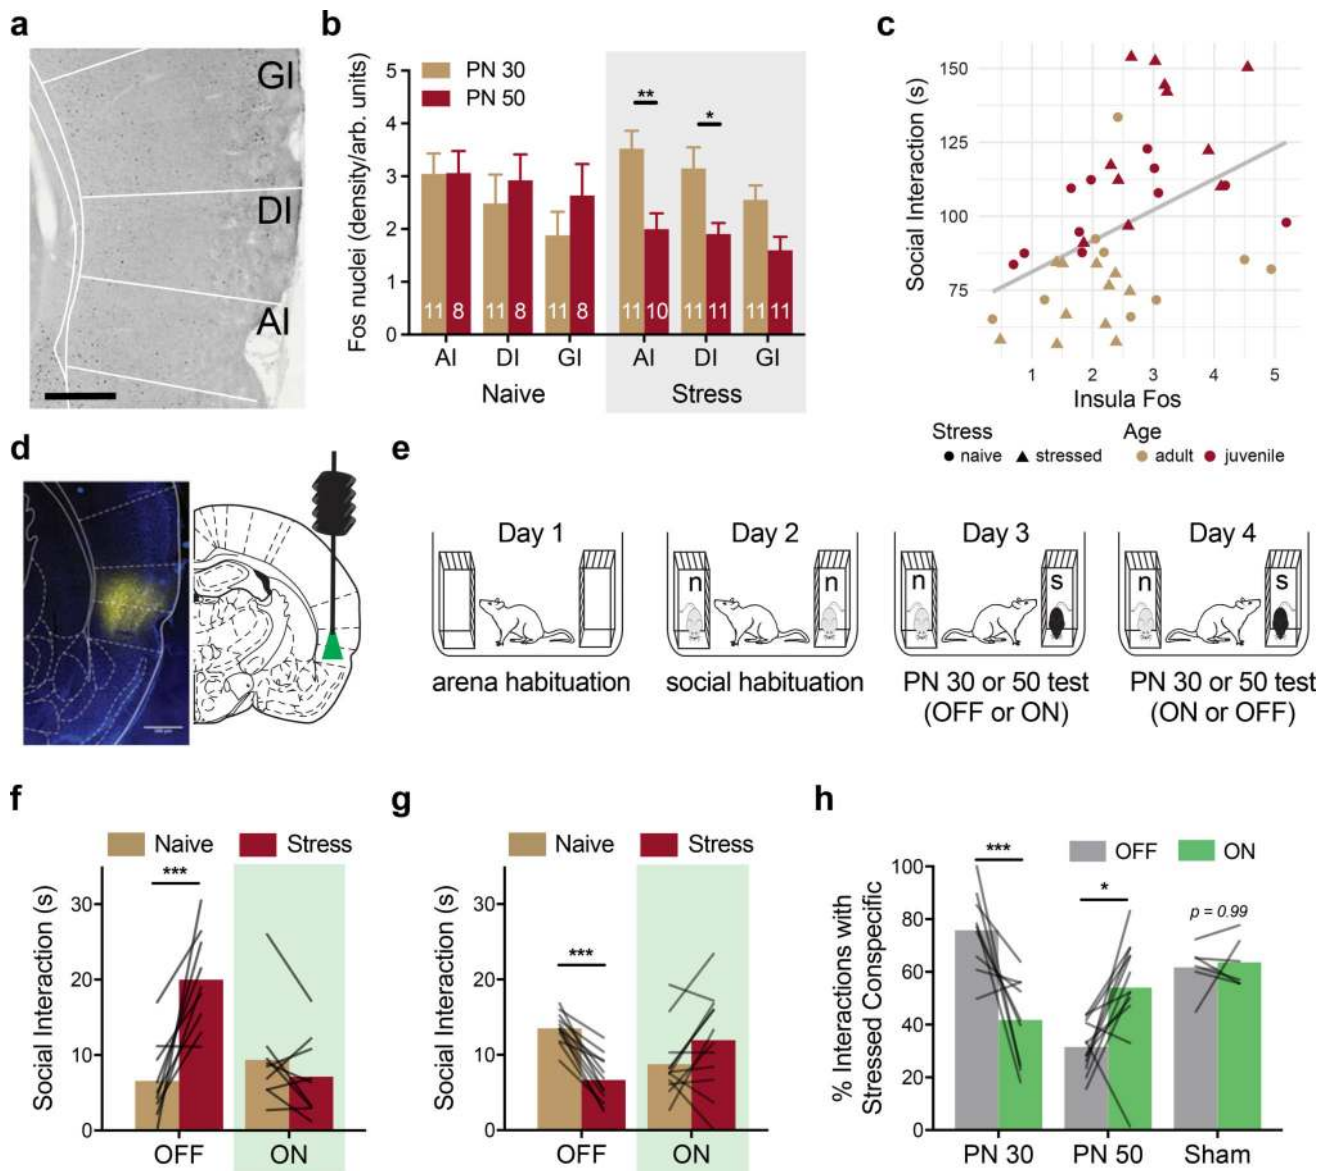 a
GI
DI
AI
b
Fos nuclei (density/arb. units)
5
4
3
2
1
0
PN 30
PN 50
**
*
11 8 11 8 11 8 11 10 11 11 11 11
AI DI GI AI DI GI
Naive Stress
c
Social Interaction (s)
150
125
100
75
1 2 3 4 5
Insula Fos
Stress Age
naive stressed adult juvenile
d
e
Day 1 Day 2 Day 3 Day 4
n n n s n s
arena habituation social habituation PN 30 or 50 test PN 30 or 50 test
(OFF or ON) (ON or OFF)
f
Naive Stress
Social Interaction (s)
30
20
10
0
***
OFF ON
g
Naive Stress
Social Interaction (s)
30
20
10
0
***
OFF ON
h
OFF ON
% Interactions with
Stressed Conspecific
100
80
60
40
20
0
***
*
p = 0.99
PN 30 PN 50 Sham